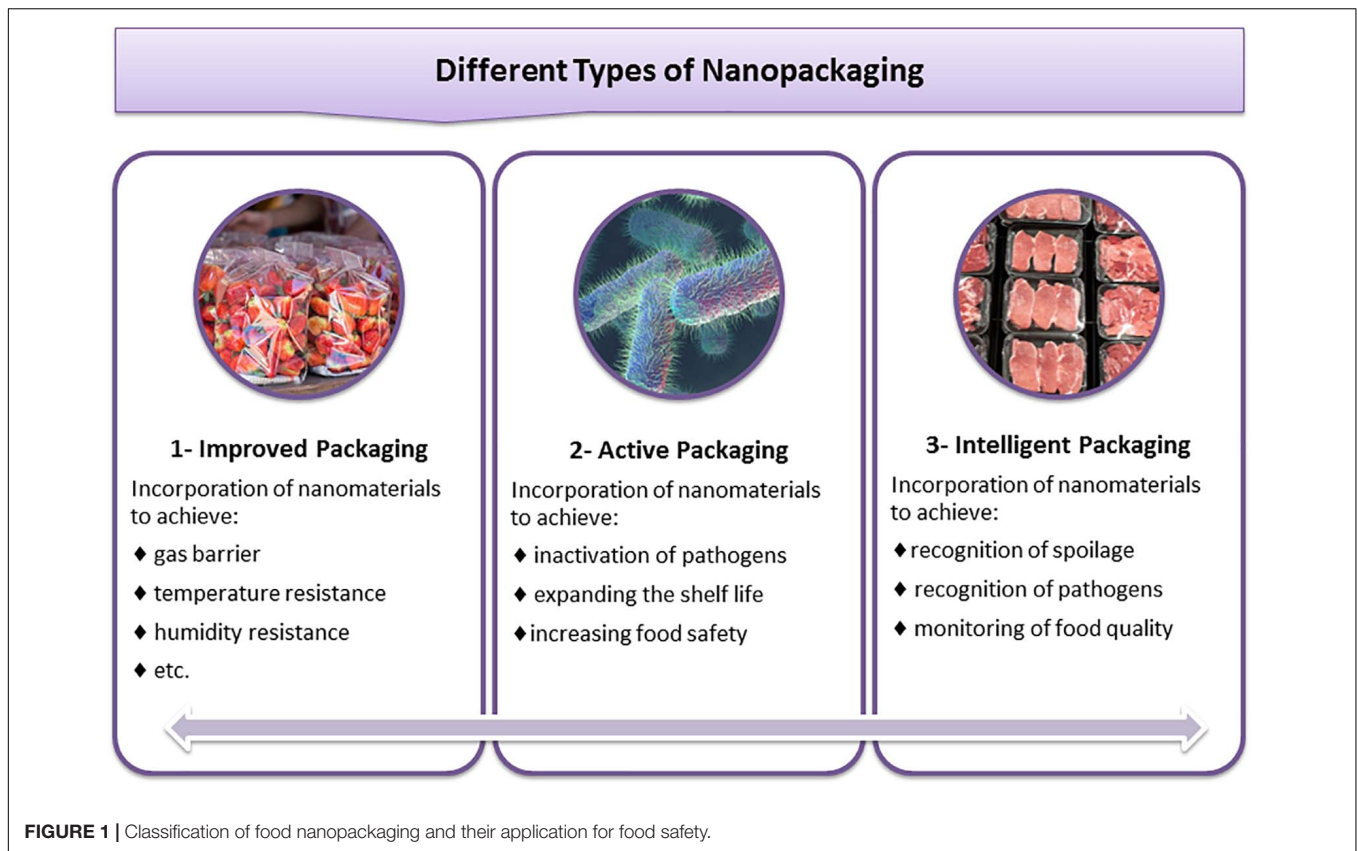 Different Types of Nanopackaging
1- Improved Packaging
Incorporation of nanomaterials
to achieve:
♦ gas barrier
♦ temperature resistance
♦ humidity resistance
♦ etc.
2- Active Packaging
Incorporation of nanomaterials
to achieve:
♦ inactivation of pathogens
♦ expanding the shelf life
♦increasing food safety
3- Intelligent Packaging
Incorporation of nanomaterials
to achieve:
♦recognition of spoilage
♦ recognition of pathogens
♦ monitoring of food quality
FIGURE 1 | Classification of food nanopackaging and their application for food safety.